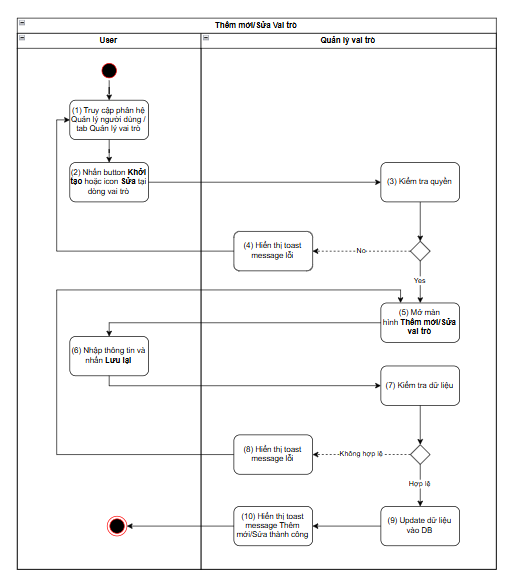 Thêm mới/Sửa Vai trò
User
Quản lý vai trò
(1) Truy cập phân hệ
Quản lý người dùng /
tab Quản lý vai trò
(2) Nhấn button Khởi
tạo hoặc icon Sửa tại
dòng vai trò
(3) Kiểm tra quyền
(4) Hiển thị toast
message lỗi
No
Yes
(5) Mở màn
hình Thêm mới/Sửa
vai trò
(6) Nhập thông tin và
nhấn Lưu lại
(7) Kiểm tra dữ liệu
(8) Hiển thị toast
message lỗi
Không hợp lệ
Hợp lệ
(10) Hiển thị toast
message Thêm
mới/Sửa thành công
(9) Update dữ liệu
vào DB